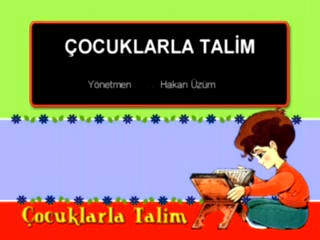 ÇOCUKLARLA TALİM
Yönetmen . . . Hakan Üzüm
Çocuklarla Talim